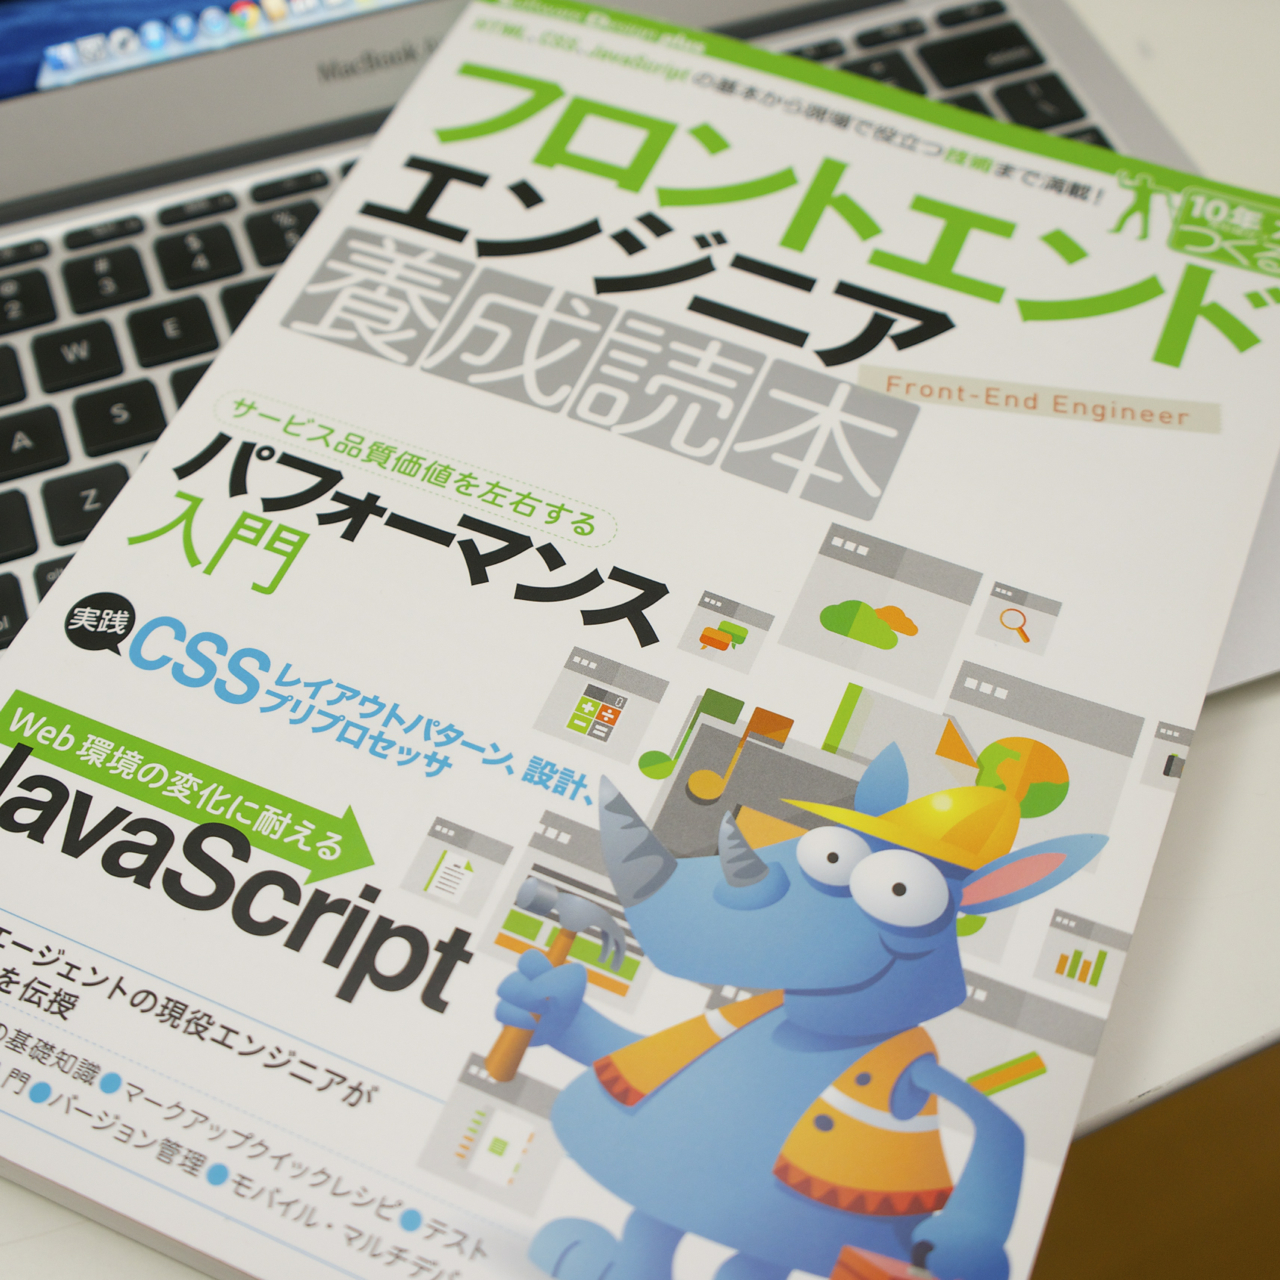 MacBook
Software Design plus
HTML、CSS、JavaScriptの基本から現場で役立つ技術まで満載！
フロントエンド
エンジニア
養成読本
10年
つくる
Front-End Engineer
サービス品質価値を左右する
パフォーマンス
入門
実践
CSS
レイアウトパターン、設計、
プリプロセッサ
Web環境の変化に耐える
JavaScript
エージェントの現役エンジニアが
を伝授
の基礎知識●マークアップクイックレシピ●テスト
門●バージョン管理●モバイル・マルチデバ
# 3
$ 4
% 5
2
W
E
A
S
Z